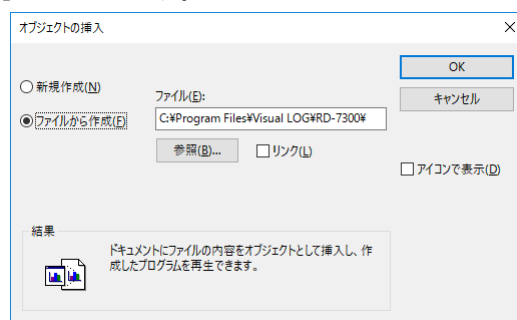 オブジェクトの挿入
新規作成(N)
ファイルから作成(F)
ファイル(E):
C:¥Program Files¥Visual LOG¥RD-7300¥
参照(B)...
リンク(L)
OK
キャンセル
アイコンで表示(D)
結果
ドキュメントにファイルの内容をオブジェクトとして挿入し、作
成したプログラムを再生できます。